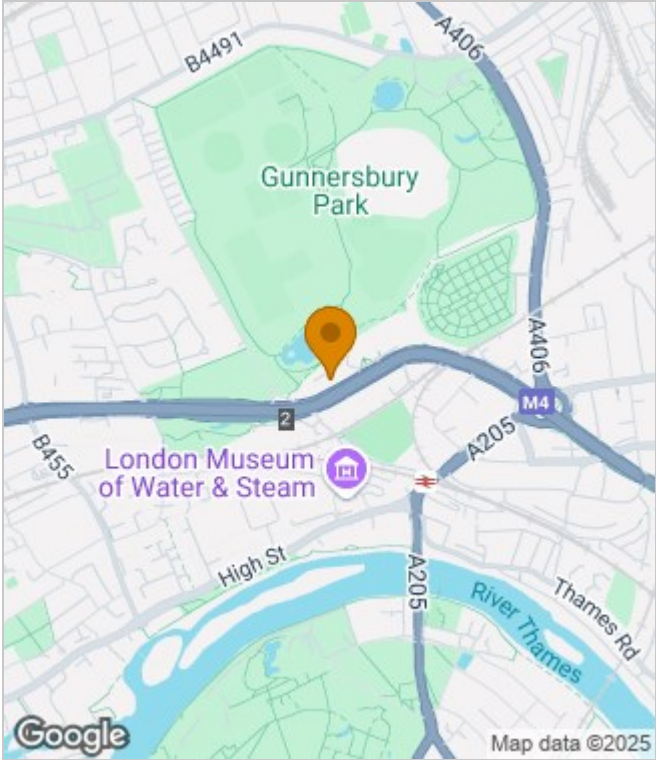 A406
B4491
Gunnersbury
Park
A406
M4
2
A205
B455
London Museum
of Water & Steam
High St
A205
River Thames
Thames Rd
Google
Map data ©2025